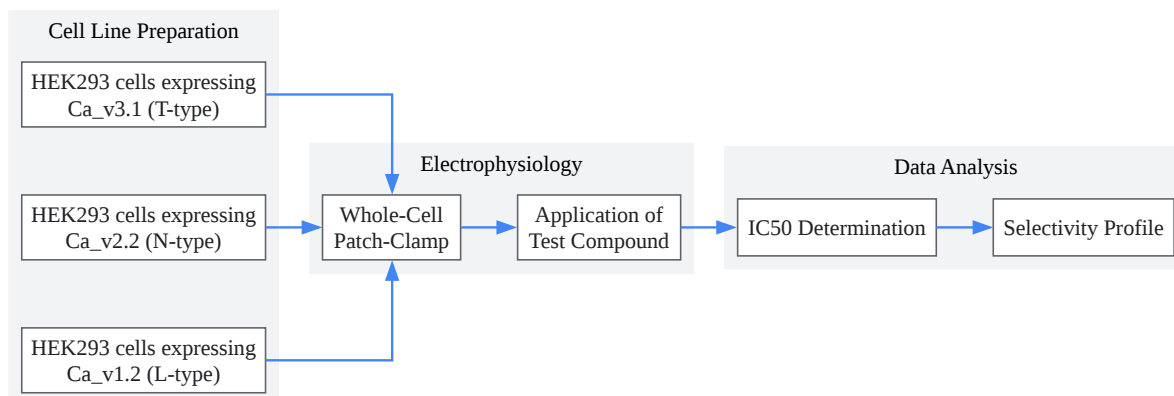 Cell Line Preparation
HEK293 cells expressing
Ca_v3.1 (T-type)
HEK293 cells expressing
Ca_v2.2 (N-type)
HEK293 cells expressing
Ca_v1.2 (L-type)
Electrophysiology
Whole-Cell
Patch-Clamp
Application of
Test Compound
Data Analysis
IC50 Determination
Selectivity Profile